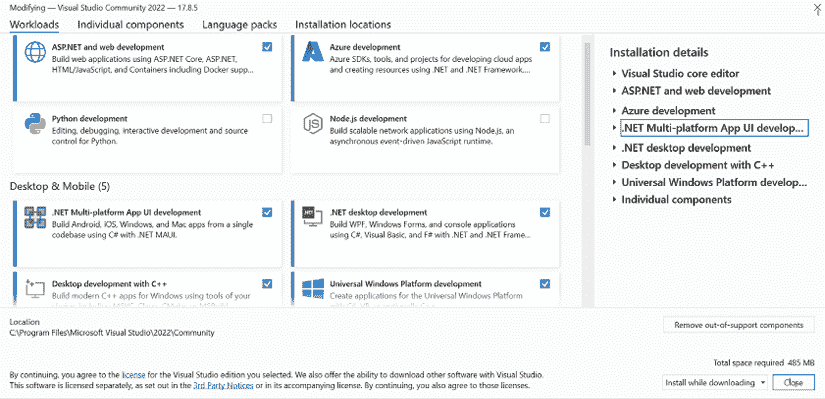 Modifying — Visual Studio Community 2022 — 17.8.5
Workloads Individual components Language packs Installation locations
ASP.NET and web development
Build web applications using ASP.NET Core, ASP.NET,
HTML/JavaScript, and Containers including Docker supp...
Azure development
Azure SDKs, tools, and projects for developing cloud apps
and creating resources using .NET and .NET Framework....
Python development
Editing, debugging, interactive development and source
control for Python.
Node.js development
Build scalable network applications using Node.js, an
asynchronous event-driven JavaScript runtime.
Desktop & Mobile (5)
.NET Multi-platform App UI development
Build Android, iOS, Windows, and Mac apps from a single
codebase using C# with .NET MAUI.
.NET desktop development
Build WPF, Windows Forms, and console applications
using C#, Visual Basic, and F# with .NET and .NET Frame...
Desktop development with C++
Build modern C++ apps for Windows using tools of your
Universal Windows Platform development
Create applications for the Universal Windows Platform
Installation details
Visual Studio core editor
ASP.NET and web development
Azure development
.NET Multi-platform App UI develop...
.NET desktop development
Desktop development with C++
Universal Windows Platform develop...
Individual components
Location
C:\Program Files\Microsoft Visual Studio\2022\Community
Remove out-of-support components
Total space required 485 MB
By continuing, you agree to the license for the Visual Studio edition you selected. We also offer the ability to download other software with Visual Studio.
This software is licensed separately, as set out in the 3rd Party Notices or in its accompanying license. By continuing, you also agree to those licenses.
Install while downloading
Close